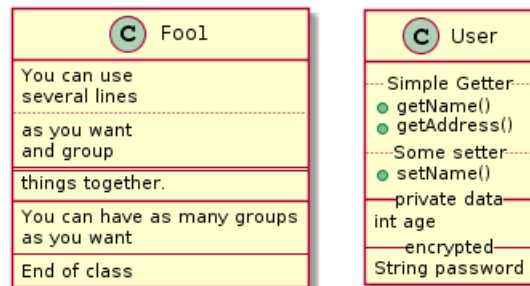 C Foo1
You can use
several lines
as you want
and group
things together.
You can have as many groups
as you want
End of class
C User
Simple Getter
getName()
getAddress()
Some setter
setName()
private data
int age
encrypted
String password